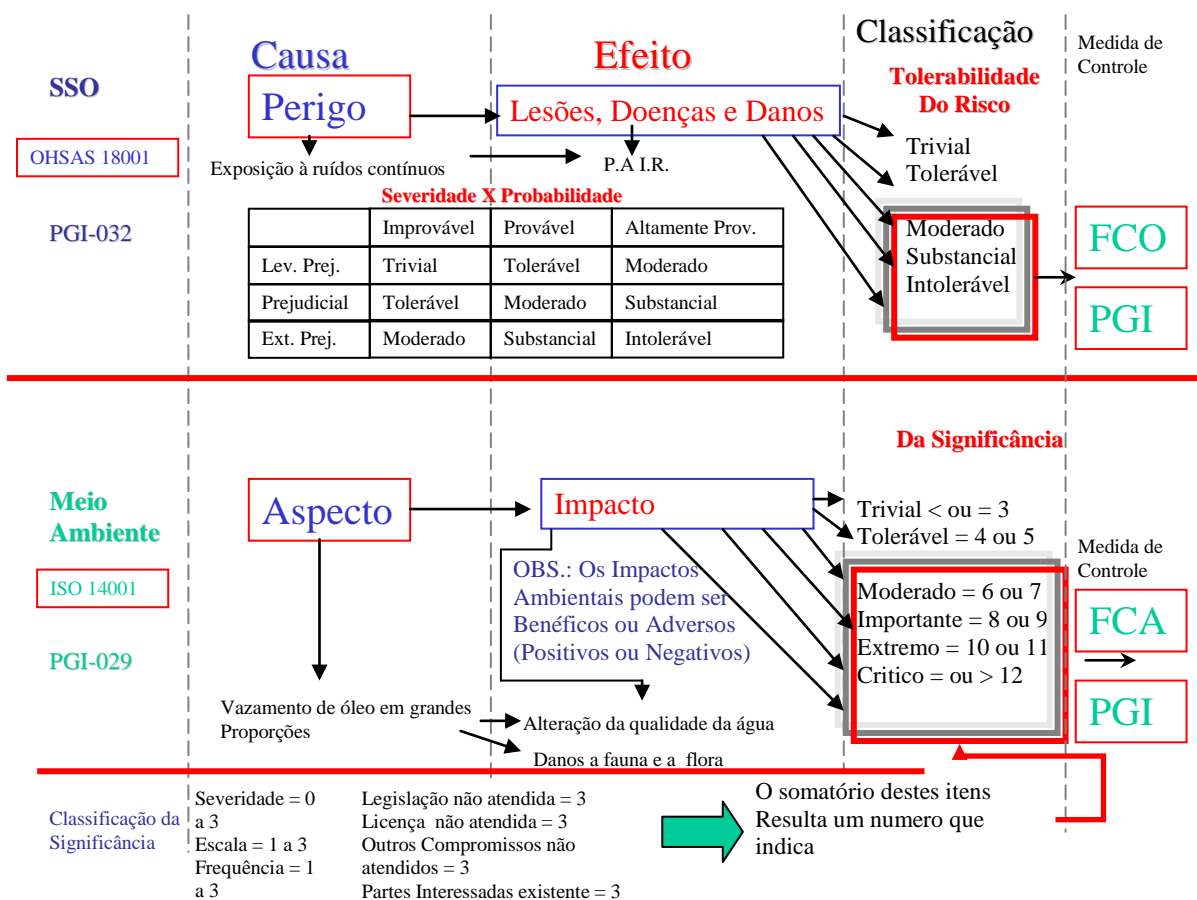 Causa
Efeito
Classificação
Medida de
Controle
SSO
Perigo
Lesões, Doenças e Danos
Tolerabilidade
Do Risco
OHSAS 18001
Exposição à ruídos contínuos
P.A I.R.
Trivial
Tolerável
PGI-032
Severidade X Probabilidade
Improvável Provável Altamente Prov.
Lev. Prej. Trivial Tolerável Moderado
Prejudicial Tolerável Moderado Substancial
Ext. Prej. Moderado Substancial Intolerável
Moderado
Substancial
Intolerável
FCO
PGI
Da Significância
Meio
Ambiente
Aspecto
Impacto
Trivial < ou = 3
Tolerável = 4 ou 5
Medida de
Controle
ISO 14001
PGI-029
OBS.: Os Impactos
Ambientais podem ser
Benéficos ou Adversos
(Positivos ou Negativos)
Moderado = 6 ou 7
Importante = 8 ou 9
Extremo = 10 ou 11
Critico = ou > 12
FCA
PGI
Vazamento de óleo em grandes
Proporções
Alteração da qualidade da água
Danos a fauna e a flora
Classificação da
Significância
Severidade = 0
a 3
Escala = 1 a 3
Frequência = 1
a 3
Legislação não atendida = 3
Licença não atendida = 3
Outros Compromissos não
atendidos = 3
Partes Interessadas existente = 3
O somatório destes itens
Resulta um numero que
indica